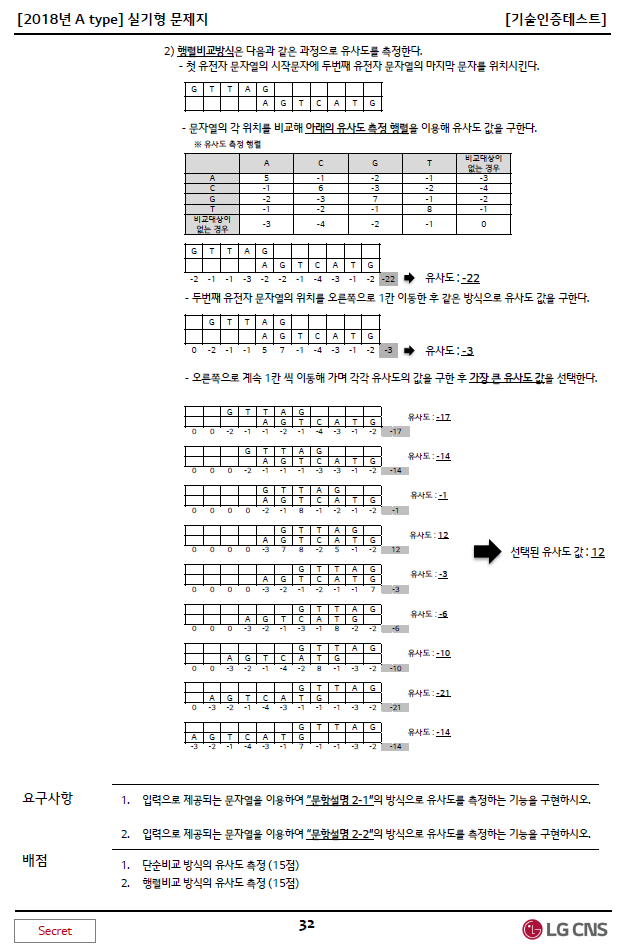 [2018년 A type] 실기형 문제지 [기술인증테스트]
2) 행렬비교방식은 다음과 같은 과정으로 유사도를 측정한다.
- 첫 유전자 문자열의 시작문자에 두번째 유전자 문자열의 마지막 문자를 위치시킨다.
G T T A G
A G T C A T G
- 문자열의 각 위치를 비교해 아래의 유사도 측정 행렬을 이용해 유사도 값을 구한다.
※ 유사도 측정 행렬
A C G T 비교대상이 없는 경우
A 5 -1 -2 -1 -3
C -1 6 -3 -2 -4
G -2 -3 7 -1 -2
T -1 -2 -1 8 -1
비교대상이 없는 경우 -3 -4 -2 -1 0
G T T A G
A G T C A T G
-2 -1 -1 -3 -2 -2 -1 -4 -3 -1 -2 -22 유사도 : -22
- 두번째 유전자 문자열의 위치를 오른쪽으로 1칸 이동한 후 같은 방식으로 유사도 값을 구한다.
G T T A G
A G T C A T G
0 -2 -1 -1 5 7 -1 -4 -3 -1 -2 -3 유사도 : -3
- 오른쪽으로 계속 1칸 씩 이동해 가며 각각 유사도의 값을 구한 후 가장 큰 유사도 값을 선택한다.
G T T A G 유사도 : -17
A G T C A T G
0 0 -2 -1 -1 -2 -1 -4 -3 -1 -2 -17
G T T A G 유사도 : -14
A G T C A T G
0 0 0 -2 -1 -1 -1 -3 -3 -1 -2 -14
G T T A G 유사도 : -1
A G T C A T G
0 0 0 0 -2 -1 8 -1 -2 -1 -2 -1
G T T A G 유사도 : 12
A G T C A T G
0 0 0 0 -3 7 8 -2 5 -1 -2 12
선택된 유사도 값 : 12
G T T A G 유사도 : -3
A G T C A T G
0 0 0 0 -3 -2 -1 -2 -1 -1 7 -3
G T T A G 유사도 : -6
A G T C A T G
0 0 0 -3 -2 -1 -3 -1 8 -2 -2 -6
G T T A G 유사도 : -10
A G T C A T G
0 0 -3 -2 -1 -4 -2 8 -1 -3 -2 -10
G T T A G 유사도 : -21
A G T C A T G
0 -3 -2 -1 -4 -3 -1 -1 -1 -3 -2 -21
G T T A G 유사도 : -14
A G T C A T G
-3 -2 -1 -4 -3 -1 7 -1 -1 -3 -2 -14
요구사항 1. 입력으로 제공되는 문자열을 이용하여 "문항설명 2-1"의 방식으로 유사도를 측정하는 기능을 구현하시오.
2. 입력으로 제공되는 문자열을 이용하여 "문항설명 2-2"의 방식으로 유사도를 측정하는 기능을 구현하시오.
배점 1. 단순비교 방식의 유사도 측정 (15점)
2. 행렬비교 방식의 유사도 측정 (15점)
Secret 32 LG CNS